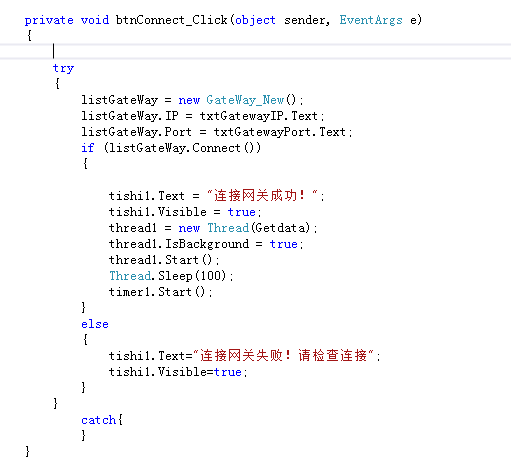 private void btnConnect_Click(object sender, EventArgs e)
{
try
{
listGateWay = new GateWay_New();
listGateWay.IP = txtGatewayIP.Text;
listGateWay.Port = txtGatewayPort.Text;
if (listGateWay.Connect())
{
tishi1.Text = "连接网关成功！";
tishi1.Visible = true;
thread1 = new Thread(Getdata);
thread1.IsBackground = true;
thread1.Start();
Thread.Sleep(100);
timer1.Start();
}
else
{
tishi1.Text="连接网关失败！请检查连接";
tishi1.Visible=true;
}
}
catch{
}
}